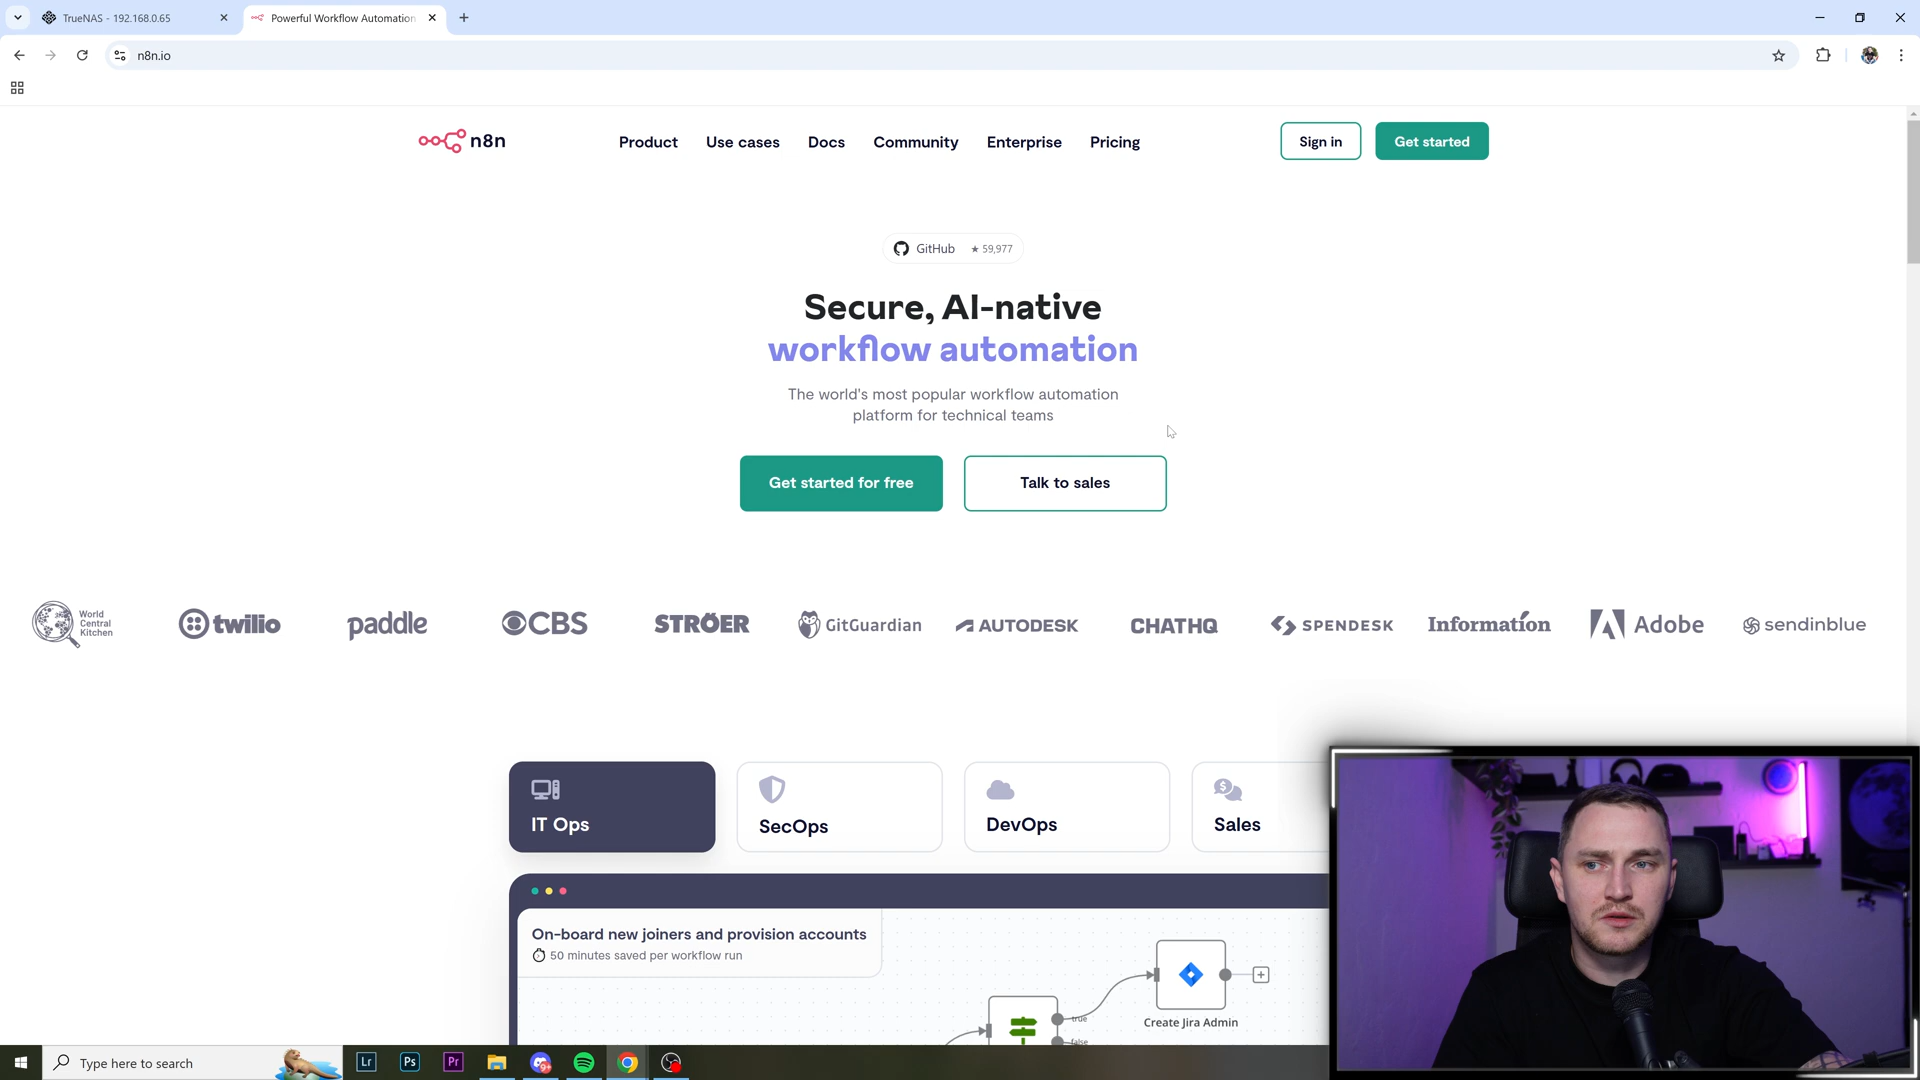 TrueNAS - 192.168.0.65
Powerful Workflow Automation
n8n.io
n8n
Product
Use cases
Docs
Community
Enterprise
Pricing
Sign in
Get started
GitHub
★ 59,977
Secure, AI-native
workflow automation
The world's most popular workflow automation
platform for technical teams
Get started for free
Talk to sales
World
Central
Kitchen
twilio
paddle
CBS
STRÖER
GitGuardian
AUTODESK
CHATHQ
SPENDESK
Information
Adobe
sendinblue
IT Ops
SecOps
DevOps
Sales
On-board new joiners and provision accounts
50 minutes saved per workflow run
true
Create Jira Admin
false
Type here to search
Lr
Ps
Pr
9+